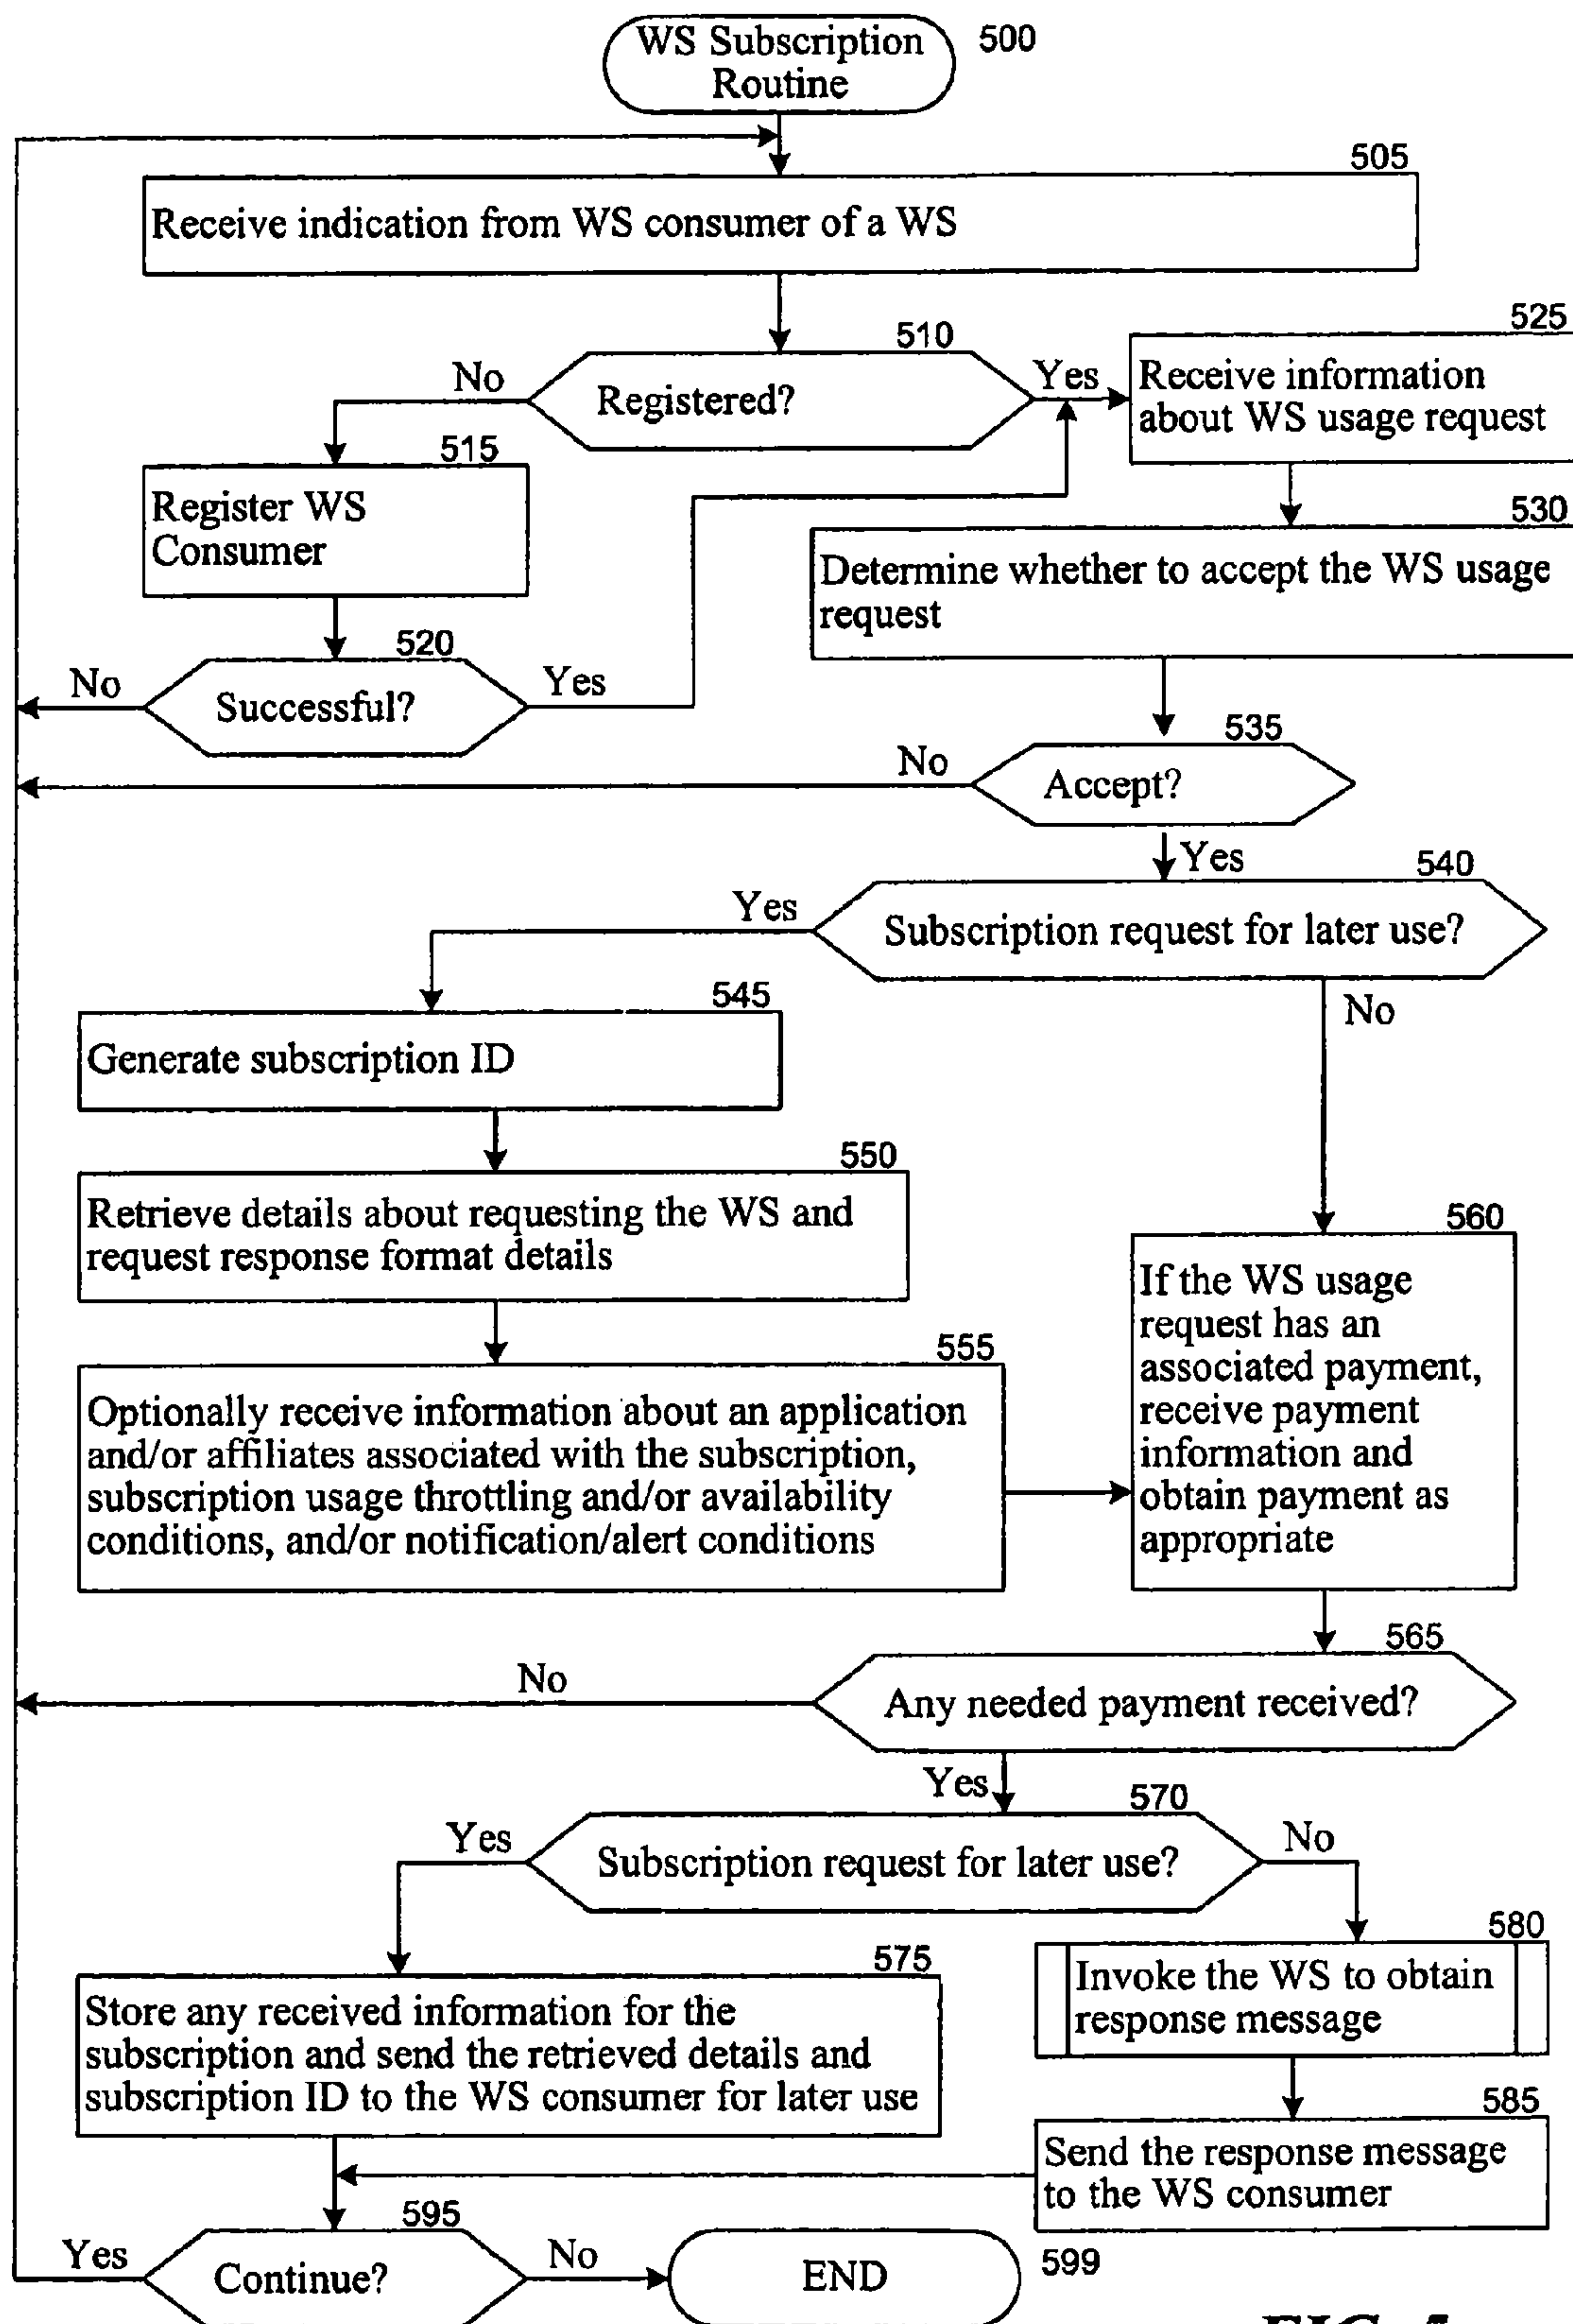 WS Subscription
Routine
500
505
Receive indication from WS consumer of a WS
510
Registered?
No
Yes
525
Receive information
about WS usage request
515
Register WS
Consumer
530
Determine whether to accept the WS usage
request
520
Successful?
No
Yes
535
Accept?
No
Yes
540
Subscription request for later use?
Yes
No
545
Generate subscription ID
550
Retrieve details about requesting the WS and
request response format details
555
Optionally receive information about an application
and/or affiliates associated with the subscription,
subscription usage throttling and/or availability
conditions, and/or notification/alert conditions
560
If the WS usage
request has an
associated payment,
receive payment
information and
obtain payment as
appropriate
565
Any needed payment received?
No
Yes
570
Subscription request for later use?
Yes
No
575
Store any received information for the
subscription and send the retrieved details and
subscription ID to the WS consumer for later use
580
Invoke the WS to obtain
response message
585
Send the response message
to the WS consumer
595
Continue?
Yes
No
END
599